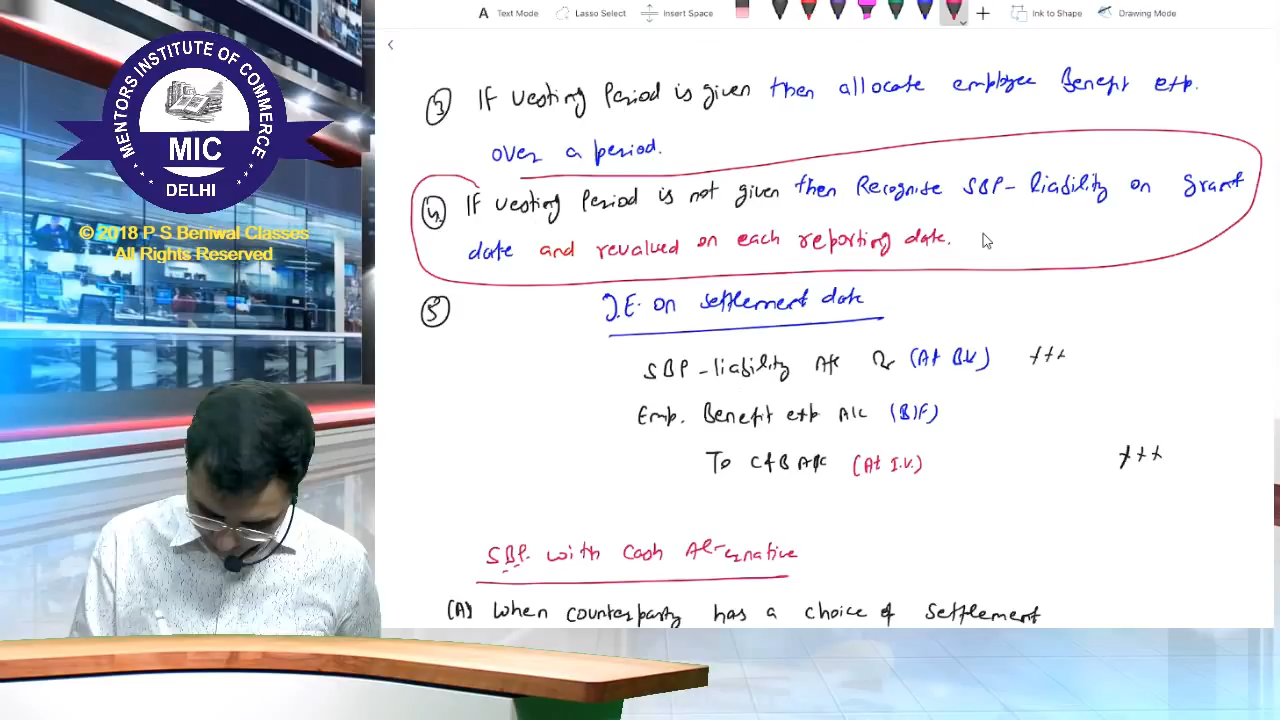 Text Mode Lasso Select Insert Space Ink to Shape Drawing Mode
MENTORS INSTITUTE OF COMMERCE
MIC
DELHI
© 2018 P S Beniwal Classes
All Rights Reserved
③ If Vesting Period is given then allocate employee Benefit exp.
over a period.
④ If vesting Period is not given then Recognise SBP-liability on grant
date and revalued on each reporting date.
⑤ J.E. on settlement date
SBP-liability A/c Dr (At B.V) +++
Emp. Benefit exp A/c (B/F)
To C&B A/c (At I.V.) +++
SBP. with Cash Alternative
(A) When counterparty has a choice of settlement